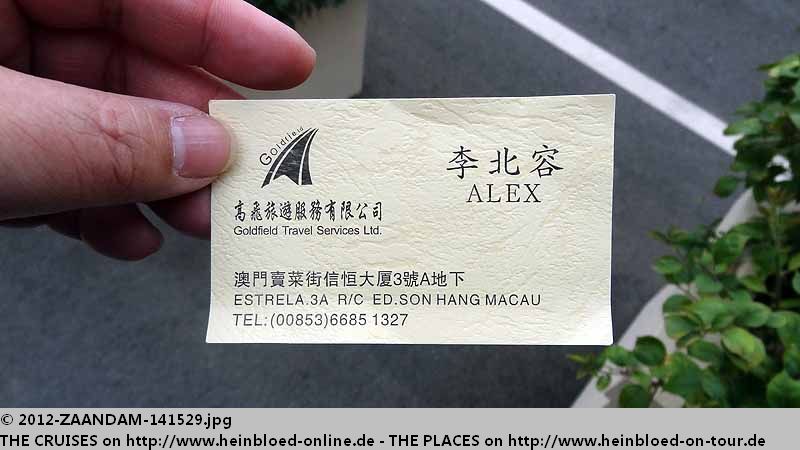 Goldfield
高飛旅遊服務有限公司
Goldfield Travel Services Ltd.
李北容
ALEX
澳門賣菜街信恒大厦3號A地下
ESTRELA.3A R/C ED.SON HANG MACAU
TEL:(00853)6685 1327
© 2012-ZAANDAM-141529.jpg
THE CRUISES on http://www.heinbloed-online.de - THE PLACES on http://www.heinbloed-on-tour.de